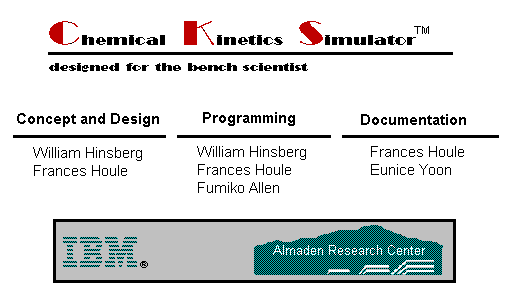 Chemical Kinetics Simulator™
designed for the bench scientist
Concept and Design
William Hinsberg
Frances Houle
Programming
William Hinsberg
Frances Houle
Fumiko Allen
Documentation
Frances Houle
Eunice Yoon
IBM®
Almaden Research Center